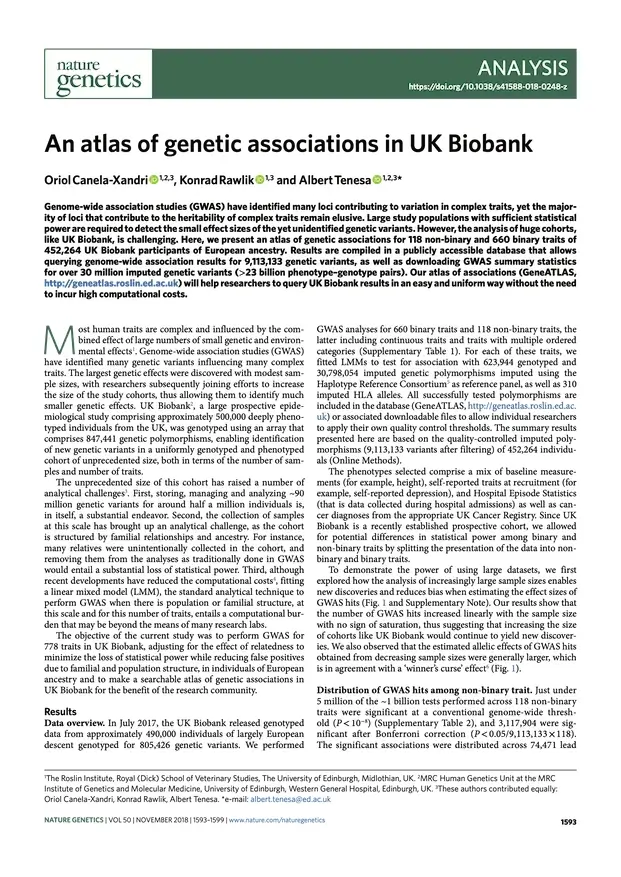 nature
genetics
ANALYSIS
https://doi.org/10.1038/s41588-018-0248-z
An atlas of genetic associations in UK Biobank
Oriol Canela-Xandri 1,2,3, Konrad Rawlik 1,3 and Albert Tenesa 1,2,3*
Genome-wide association studies (GWAS) have identified many loci contributing to variation in complex traits, yet the major-
ity of loci that contribute to the heritability of complex traits remain elusive. Large study populations with sufficient statistical
power are required to detect the small effect sizes of the yet unidentified genetic variants. However, the analysis of huge cohorts,
like UK Biobank, is challenging. Here, we present an atlas of genetic associations for 118 non-binary and 660 binary traits of
452,264 UK Biobank participants of European ancestry. Results are compiled in a publicly accessible database that allows
querying genome-wide association results for 9,113,133 genetic variants, as well as downloading GWAS summary statistics
for over 30 million imputed genetic variants (>23 billion phenotype–genotype pairs). Our atlas of associations (GeneATLAS,
http://geneatlas.roslin.ed.ac.uk) will help researchers to query UK Biobank results in an easy and uniform way without the need
to incur high computational costs.
Most human traits are complex and influenced by the com-
bined effect of large numbers of small genetic and environ-
mental effects1. Genome-wide association studies (GWAS)
have identified many genetic variants influencing many complex
traits. The largest genetic effects were discovered with modest sam-
ple sizes, with researchers subsequently joining efforts to increase
the size of the study cohorts, thus allowing them to identify much
smaller genetic effects. UK Biobank2, a large prospective epide-
miological study comprising approximately 500,000 deeply pheno-
typed individuals from the UK, was genotyped using an array that
comprises 847,441 genetic polymorphisms, enabling identification
of new genetic variants in a uniformly genotyped and phenotyped
cohort of unprecedented size, both in terms of the number of sam-
ples and number of traits.
The unprecedented size of this cohort has raised a number of
analytical challenges3. First, storing, managing and analyzing ~90
million genetic variants for around half a million individuals is,
in itself, a substantial endeavor. Second, the collection of samples
at this scale has brought up an analytical challenge, as the cohort
is structured by familial relationships and ancestry. For instance,
many relatives were unintentionally collected in the cohort, and
removing them from the analyses as traditionally done in GWAS
would entail a substantial loss of statistical power. Third, although
recent developments have reduced the computational costs4, fitting
a linear mixed model (LMM), the standard analytical technique to
perform GWAS when there is population or familial structure, at
this scale and for this number of traits, entails a computational bur-
den that may be beyond the means of many research labs.
The objective of the current study was to perform GWAS for
778 traits in UK Biobank, adjusting for the effect of relatedness to
minimize the loss of statistical power while reducing false positives
due to familial and population structure, in individuals of European
ancestry and to make a searchable atlas of genetic associations in
UK Biobank for the benefit of the research community.
Results
Data overview. In July 2017, the UK Biobank released genotyped
data from approximately 490,000 individuals of largely European
descent genotyped for 805,426 genetic variants. We performed
GWAS analyses for 660 binary traits and 118 non-binary traits, the
latter including continuous traits and traits with multiple ordered
categories (Supplementary Table 1). For each of these traits, we
fitted LMMs to test for association with 623,944 genotyped and
30,798,054 imputed genetic polymorphisms imputed using the
Haplotype Reference Consortium5 as reference panel, as well as 310
imputed HLA alleles. All successfully tested polymorphisms are
included in the database (GeneATLAS, http://geneatlas.roslin.ed.ac.
uk) or associated downloadable files to allow individual researchers
to apply their own quality control thresholds. The summary results
presented here are based on the quality-controlled imputed poly-
morphisms (9,113,133 variants after filtering) of 452,264 individu-
als (Online Methods).
The phenotypes selected comprise a mix of baseline measure-
ments (for example, height), self-reported traits at recruitment (for
example, self-reported depression), and Hospital Episode Statistics
(that is data collected during hospital admissions) as well as can-
cer diagnoses from the appropriate UK Cancer Registry. Since UK
Biobank is a recently established prospective cohort, we allowed
for potential differences in statistical power among binary and
non-binary traits by splitting the presentation of the data into non-
binary and binary traits.
To demonstrate the power of using large datasets, we first
explored how the analysis of increasingly large sample sizes enables
new discoveries and reduces bias when estimating the effect sizes of
GWAS hits (Fig. 1 and Supplementary Note). Our results show that
the number of GWAS hits increased linearly with the sample size
with no sign of saturation, thus suggesting that increasing the size
of cohorts like UK Biobank would continue to yield new discover-
ies. We also observed that the estimated allelic effects of GWAS hits
obtained from decreasing sample sizes were generally larger, which
is in agreement with a 'winner's curse' effect6 (Fig. 1).
Distribution of GWAS hits among non-binary trait. Just under
5 million of the ~1 billion tests performed across 118 non-binary
traits were significant at a conventional genome-wide thresh-
old (P < 10−8) (Supplementary Table 2), and 3,117,904 were sig-
nificant after Bonferroni correction (P < 0.05/9,113,133 × 118).
The significant associations were distributed across 74,471 lead
1The Roslin Institute, Royal (Dick) School of Veterinary Studies, The University of Edinburgh, Midlothian, UK. 2MRC Human Genetics Unit at the MRC
Institute of Genetics and Molecular Medicine, University of Edinburgh, Western General Hospital, Edinburgh, UK. 3These authors contributed equally:
Oriol Canela-Xandri, Konrad Rawlik, Albert Tenesa. *e-mail: albert.tenesa@ed.ac.uk
NATURE GENETICS | VOL 50 | NOVEMBER 2018 | 1593–1599 | www.nature.com/naturegenetics
1593